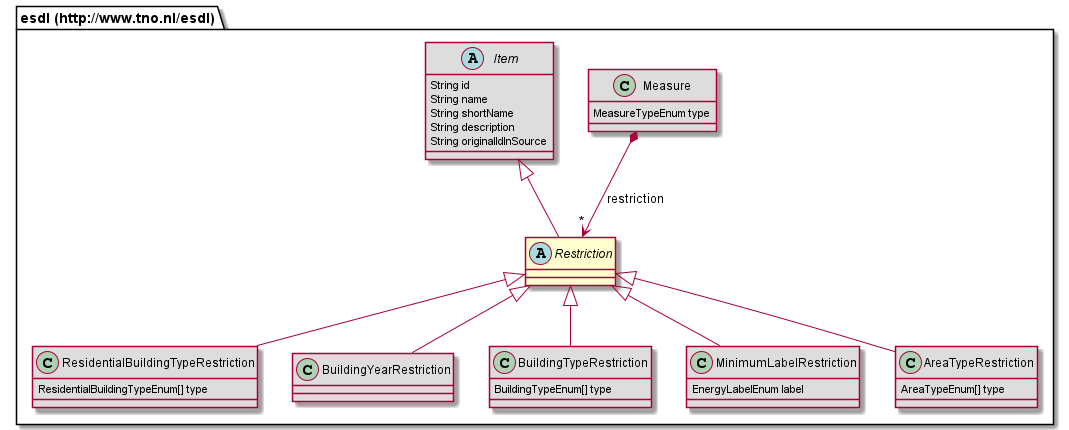 esdl (http://www.tno.nl/esdl)
A Item
String id
String name
String shortName
String description
String originalIdInSource
C Measure
MeasureTypeEnum type
restriction
*
A Restriction
C ResidentialBuildingTypeRestriction
ResidentialBuildingTypeEnum[] type
C BuildingYearRestriction
C BuildingTypeRestriction
BuildingTypeEnum[] type
C MinimumLabelRestriction
EnergyLabelEnum label
C AreaTypeRestriction
AreaTypeEnum[] type